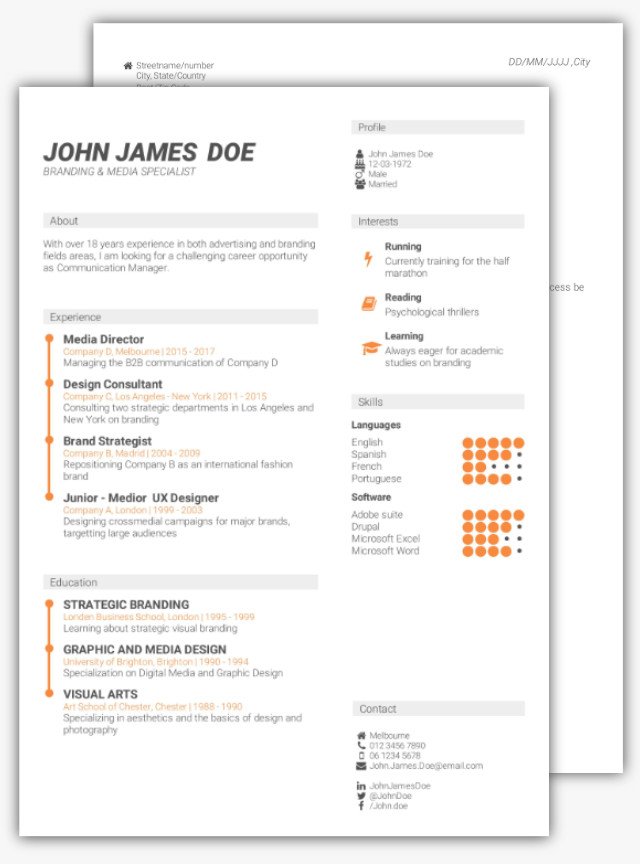 Streetname/number
City, State/Country
DD/MM/JJJJ ,City
cess be
JOHN JAMES DOE
BRANDING & MEDIA SPECIALIST
About
With over 18 years experience in both advertising and branding
fields areas, I am looking for a challenging career opportunity
as Communication Manager.
Experience
Media Director
Company D, Melbourne | 2015 - 2017
Managing the B2B communication of Company D
Design Consultant
Company C, Los Angeles - New York | 2011 - 2015
Consulting two strategic departments in Los Angeles and
New York on branding
Brand Strategist
Company B, Madrid | 2004 - 2009
Repositioning Company B as an international fashion
brand
Junior - Medior UX Designer
Company A, London | 1999 - 2003
Designing crossmedial campaigns for major brands,
targetting large audiences
Education
STRATEGIC BRANDING
Londen Business School, London | 1995 - 1999
Learning about strategic visual branding
GRAPHIC AND MEDIA DESIGN
University of Brighton, Brighton | 1990 - 1994
Specialization on Digital Media and Graphic Design
VISUAL ARTS
Art School of Chester, Chester | 1988 - 1990
Specializing in aesthetics and the basics of design and
photography
Profile
John James Doe
12-03-1972
Male
Married
Interests
Running
Currently training for the half
marathon
Reading
Psychological thrillers
Learning
Always eager for academic
studies on branding
Skills
Languages
English
Spanish
French
Portuguese
Software
Adobe suite
Drupal
Microsoft Excel
Microsoft Word
Contact
Melbourne
012 3456 7890
06 1234 5678
John.James.Doe@email.com
JohnJamesDoe
@JohnDoe
/John.doe